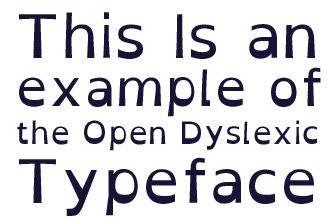 This Is an
example of
the Open Dyslexic
Typeface